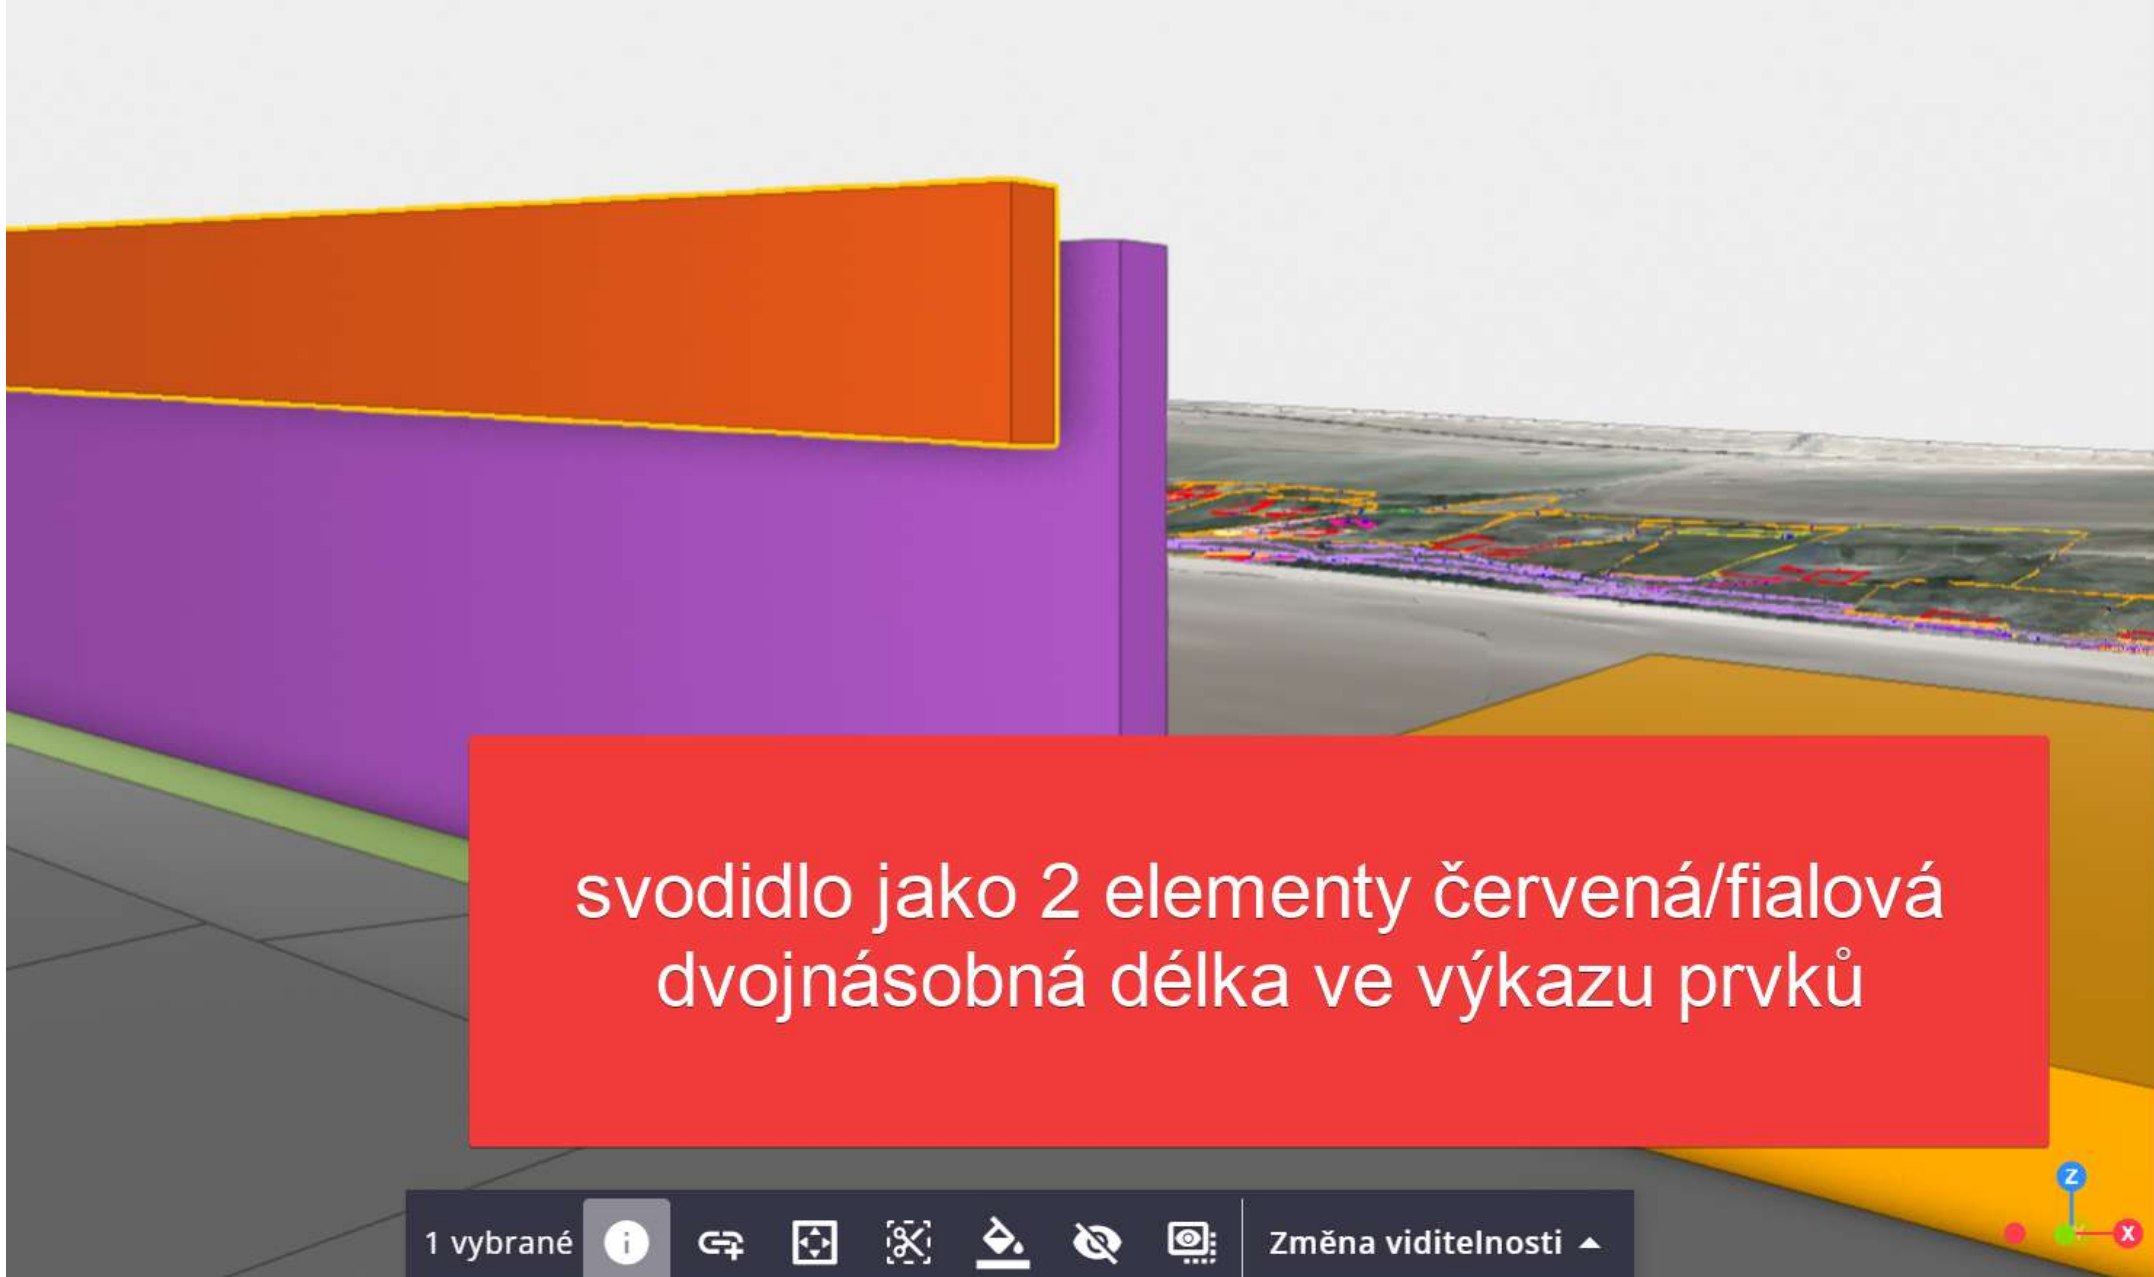 svodidlo jako 2 elementy červená/fialová
dvojnásobná délka ve výkazu prvků
Z
X
1 vybrané
Změna viditelnosti